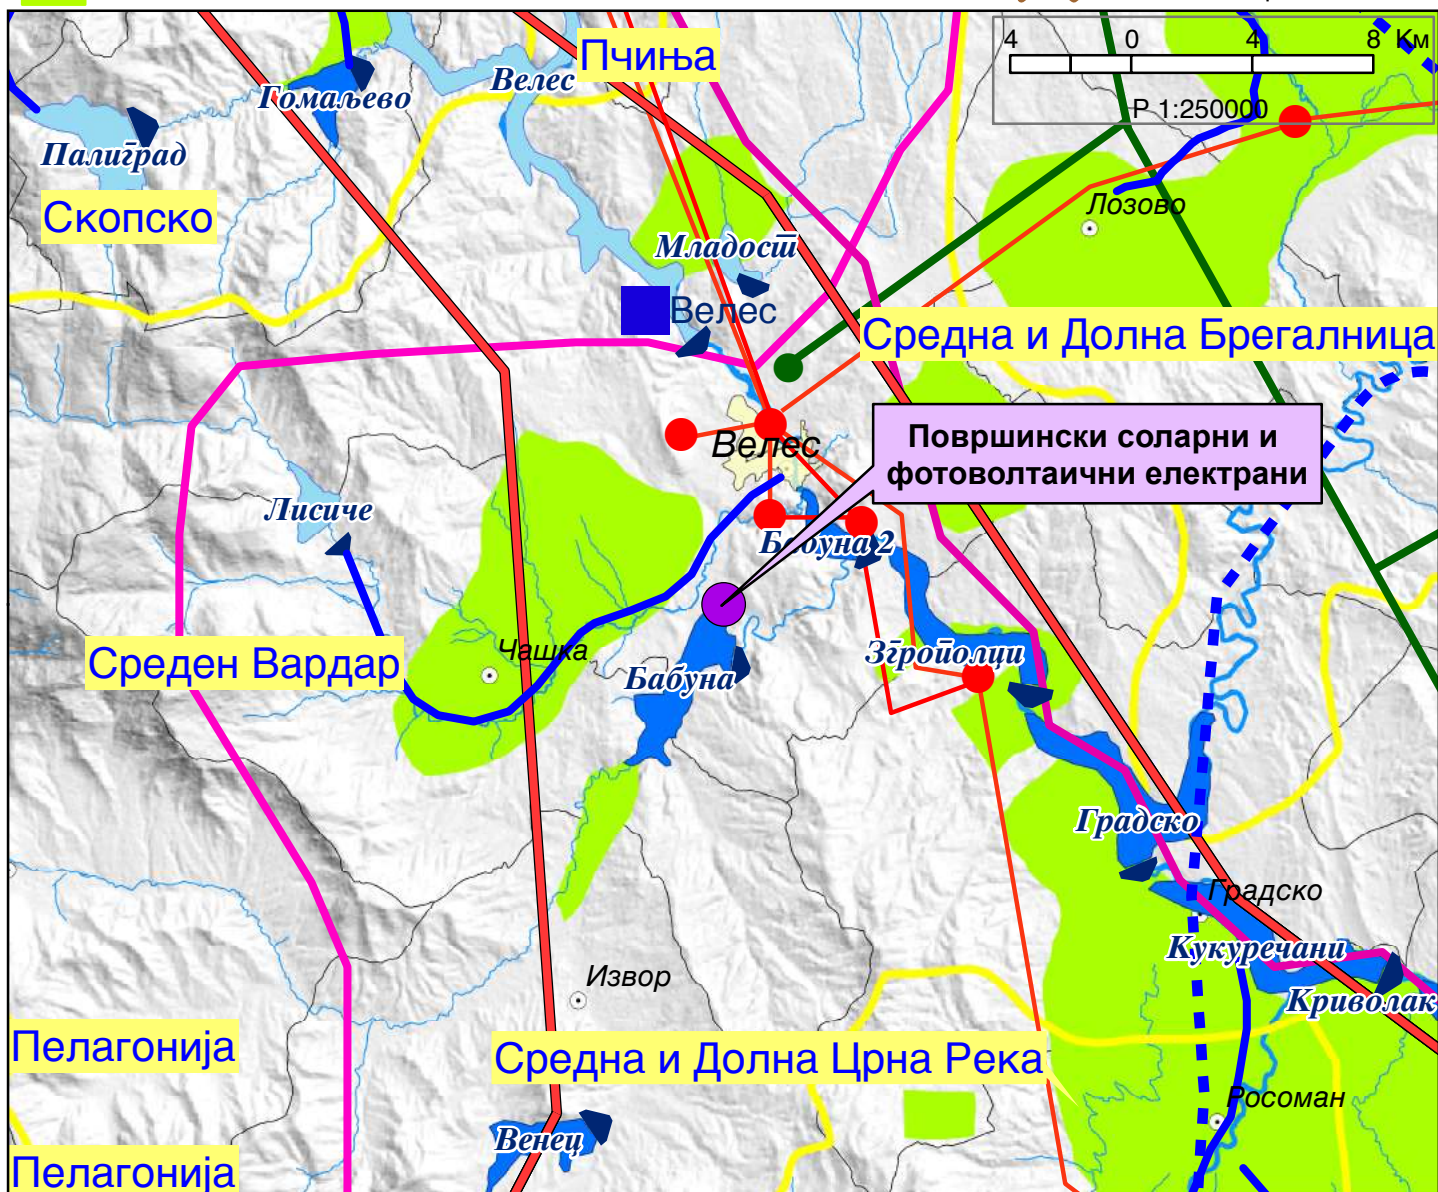 4 0 4 8 Км
Р 1:250000
Пчиња
Велес
Гомаљево
Палиград
Скопско
Лозово
Младост
Велес
Средна и Долна Брегалница
Површински соларни и
фотоволтаични електрани
Велес
Лисиче
Бабуна 2
Среден Вардар
Чашка
Бабуна
Згрополци
Градско
Градско
Кукуречани
Криволак
Извор
Пелагонија
Средна и Долна Црна Река
Росоман
Венец
Пелагонија